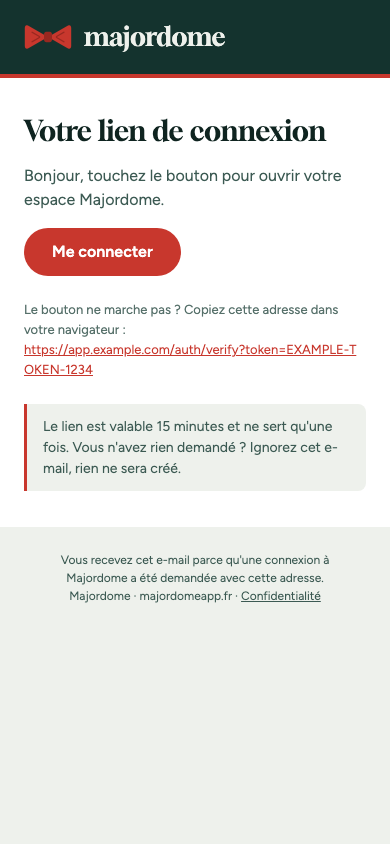 majordome
Votre lien de connexion
Bonjour, touchez le bouton pour ouvrir votre
espace Majordome.
Me connecter
Le bouton ne marche pas ? Copiez cette adresse dans
votre navigateur :
https://app.example.com/auth/verify?token=EXAMPLE-T
OKEN-1234
Le lien est valable 15 minutes et ne sert qu'une
fois. Vous n'avez rien demandé ? Ignorez cet e-
mail, rien ne sera créé.
Vous recevez cet e-mail parce qu'une connexion à
Majordome a été demandée avec cette adresse.
Majordome · majordomeapp.fr · Confidentialité